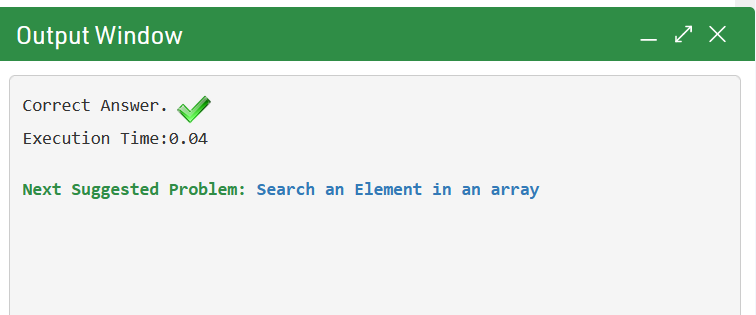 Output Window
Correct Answer.
Execution Time:0.04
Next Suggested Problem: Search an Element in an array